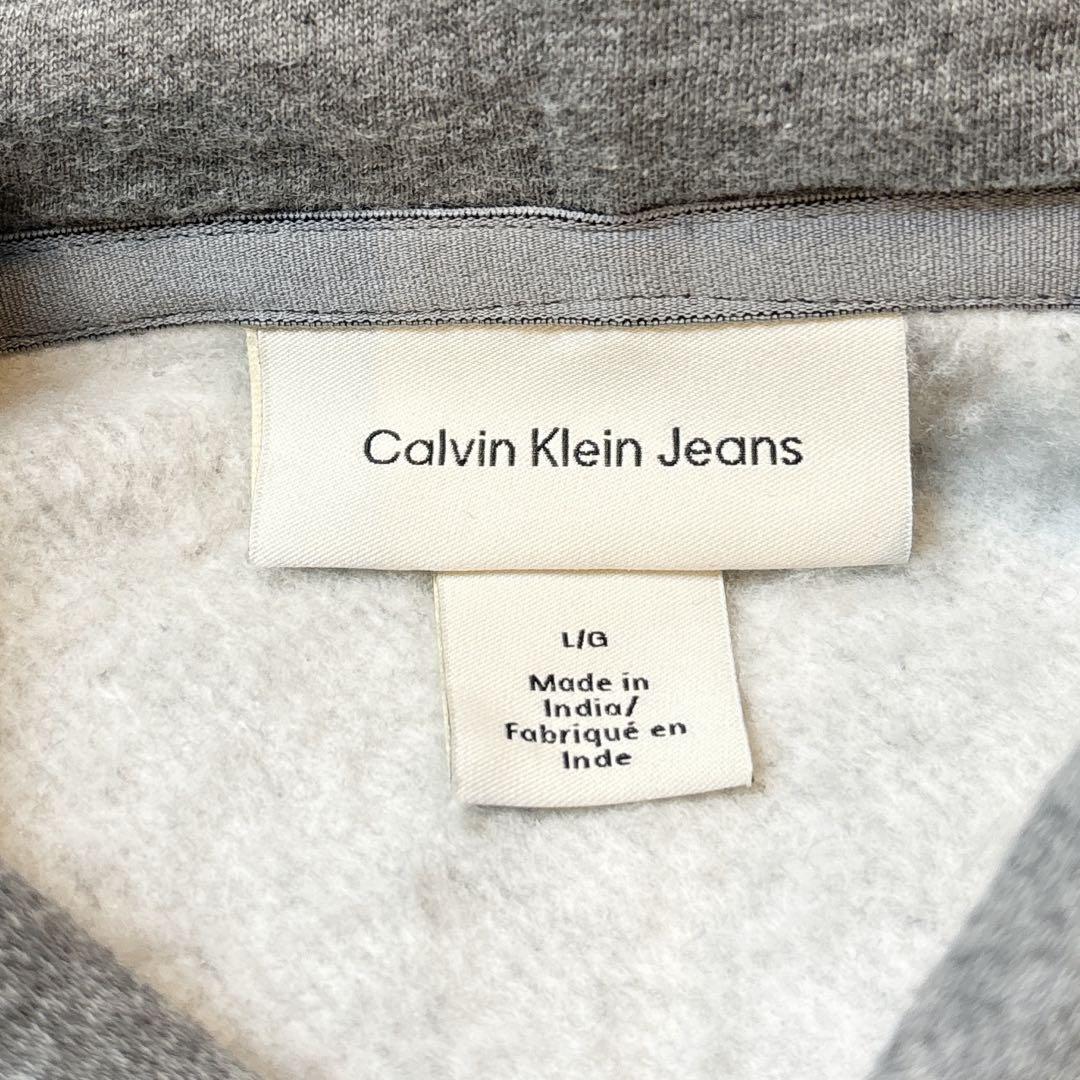 Calvin Klein Jeans
L/G
Made in
India/
Fabriqué en
Inde